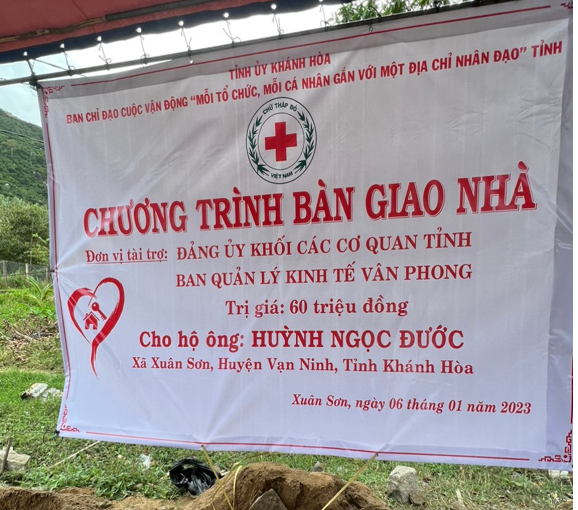 TỈNH ỦY KHÁNH HÒA
BAN CHỈ ĐẠO CUỘC VẬN ĐỘNG "MỖI TỔ CHỨC, MỖI CÁ NHÂN GẮN VỚI MỘT ĐỊA CHỈ NHÂN ĐẠO" TỈNH
CHỮ THẬP ĐỎ
VIỆT NAM
CHƯƠNG TRÌNH BÀN GIAO NHÀ
Đơn vị tài trợ: ĐẢNG ỦY KHỐI CÁC CƠ QUAN TỈNH
BAN QUẢN LÝ KINH TẾ VÂN PHONG
Trị giá: 60 triệu đồng
Cho hộ ông: HUỲNH NGỌC ĐƯỚC
Xã Xuân Sơn, Huyện Vạn Ninh, Tỉnh Khánh Hòa
Xuân Sơn, ngày 06 tháng 01 năm 2023